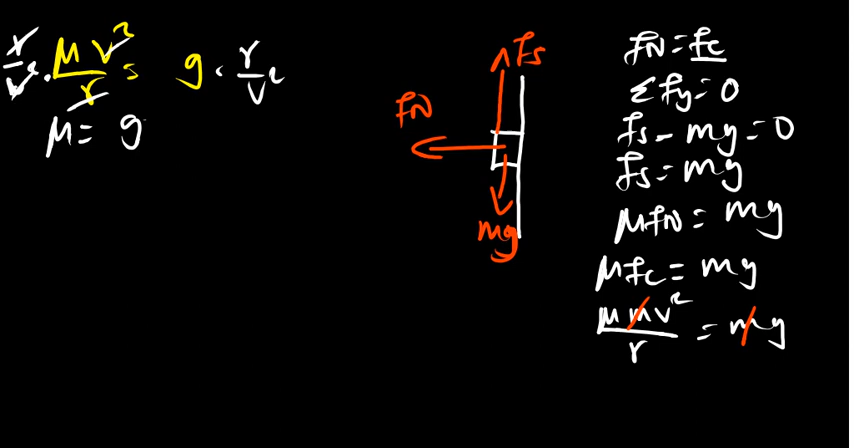 r/v² · μv²/r = g · r/v²
μ = g
fs
fN
mg
fN = fc
Σfy = 0
fs - mg = 0
fs = mg
μfN = mg
μfc = mg
μmv²/r = mg